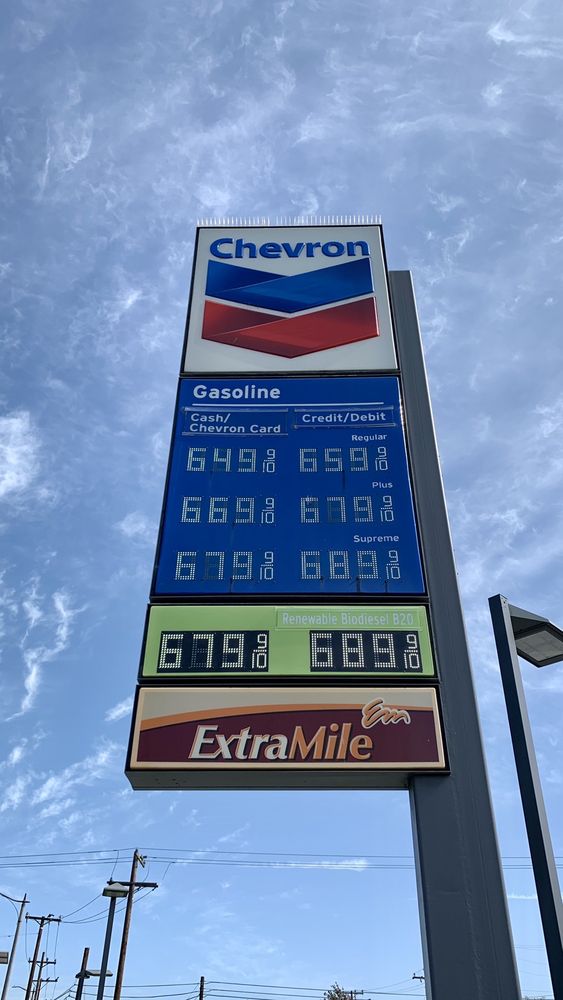 Chevron
Gasoline
Cash/ Credit/Debit
Chevron Card
Regular
649 9/10 659 9/10
Plus
669 9/10 679 9/10
Supreme
679 9/10 689 9/10
Renewable Biodiesel B20
679 9/10 689 9/10
Em
ExtraMile